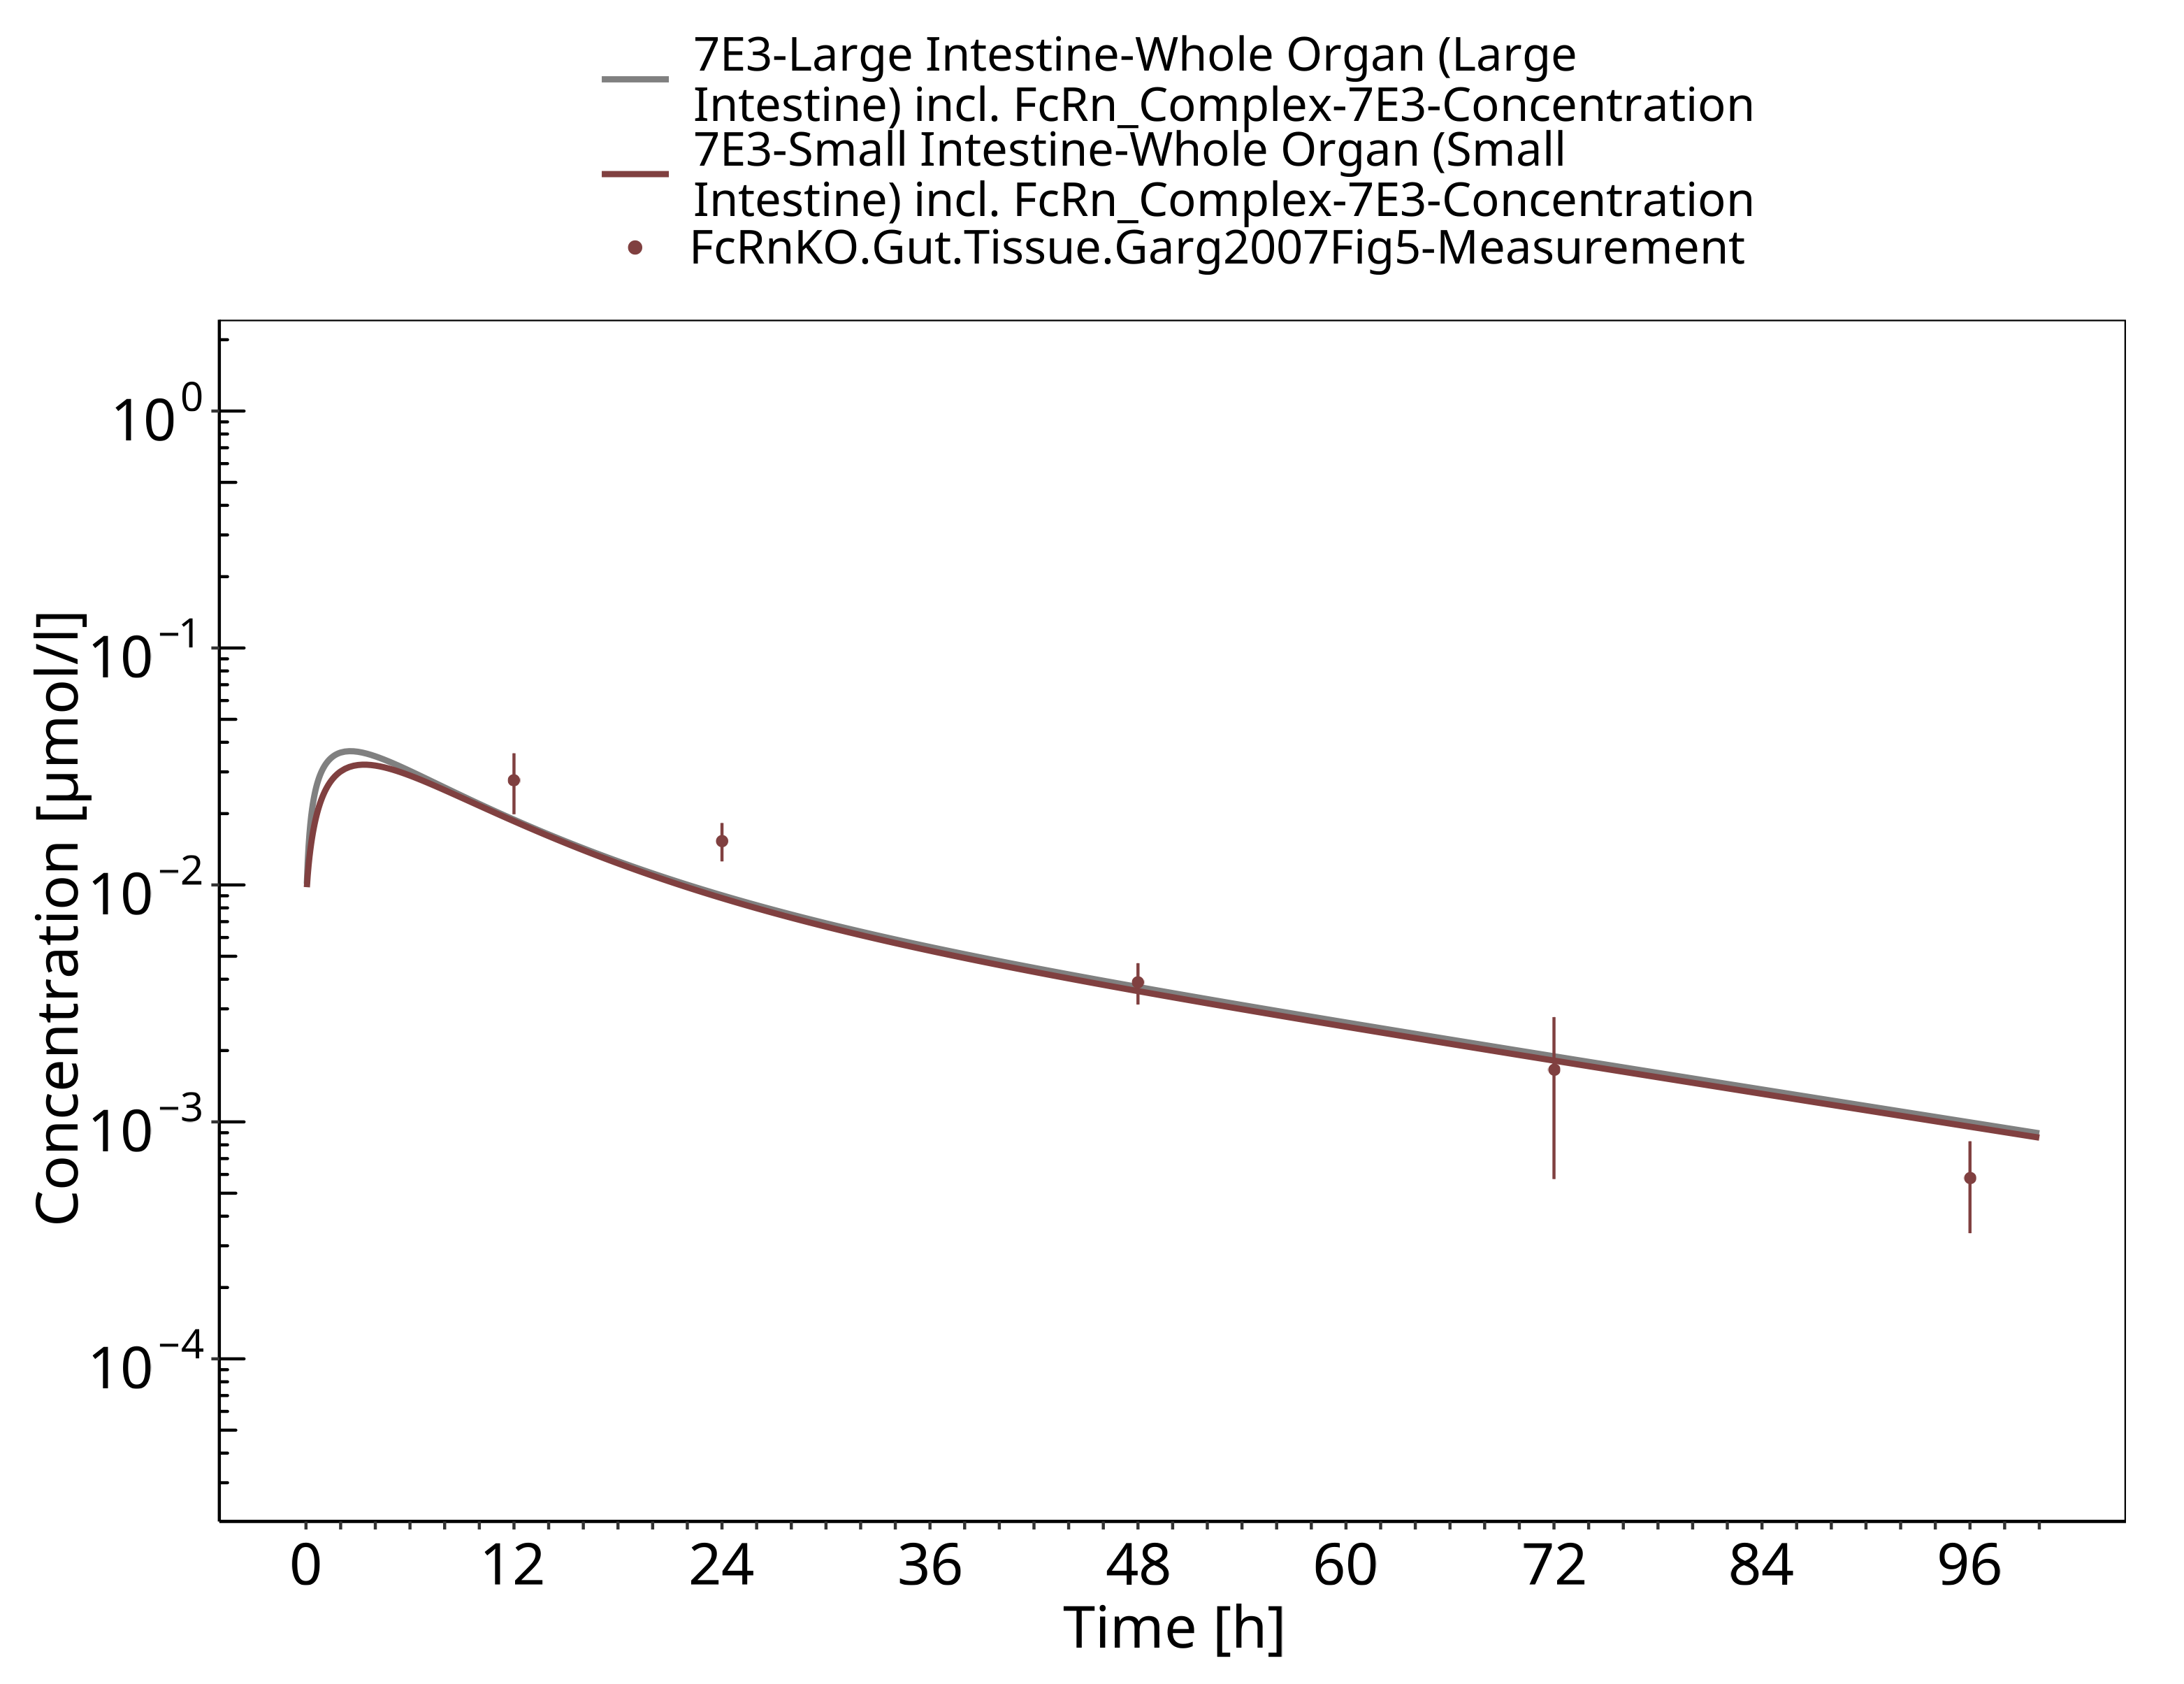 7E3-Large Intestine-Whole Organ (Large
Intestine) incl. FcRn_Complex-7E3-Concentration
7E3-Small Intestine-Whole Organ (Small
Intestine) incl. FcRn_Complex-7E3-Concentration
FcRnKO.Gut.Tissue.Garg2007Fig5-Measurement
Concentration [µmol/l]
10⁰
10⁻¹
10⁻²
10⁻³
10⁻⁴
0 12 24 36 48 60 72 84 96
Time [h]